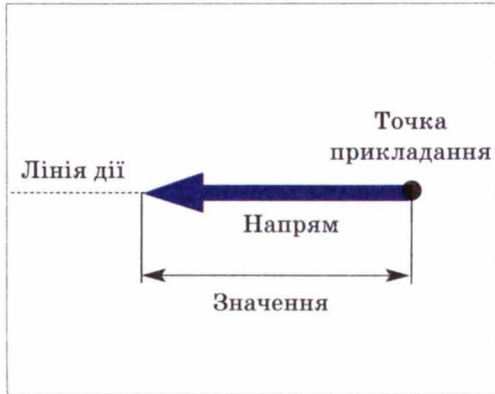 Точка
прикладання
Лінія дії
Напрям
Значення